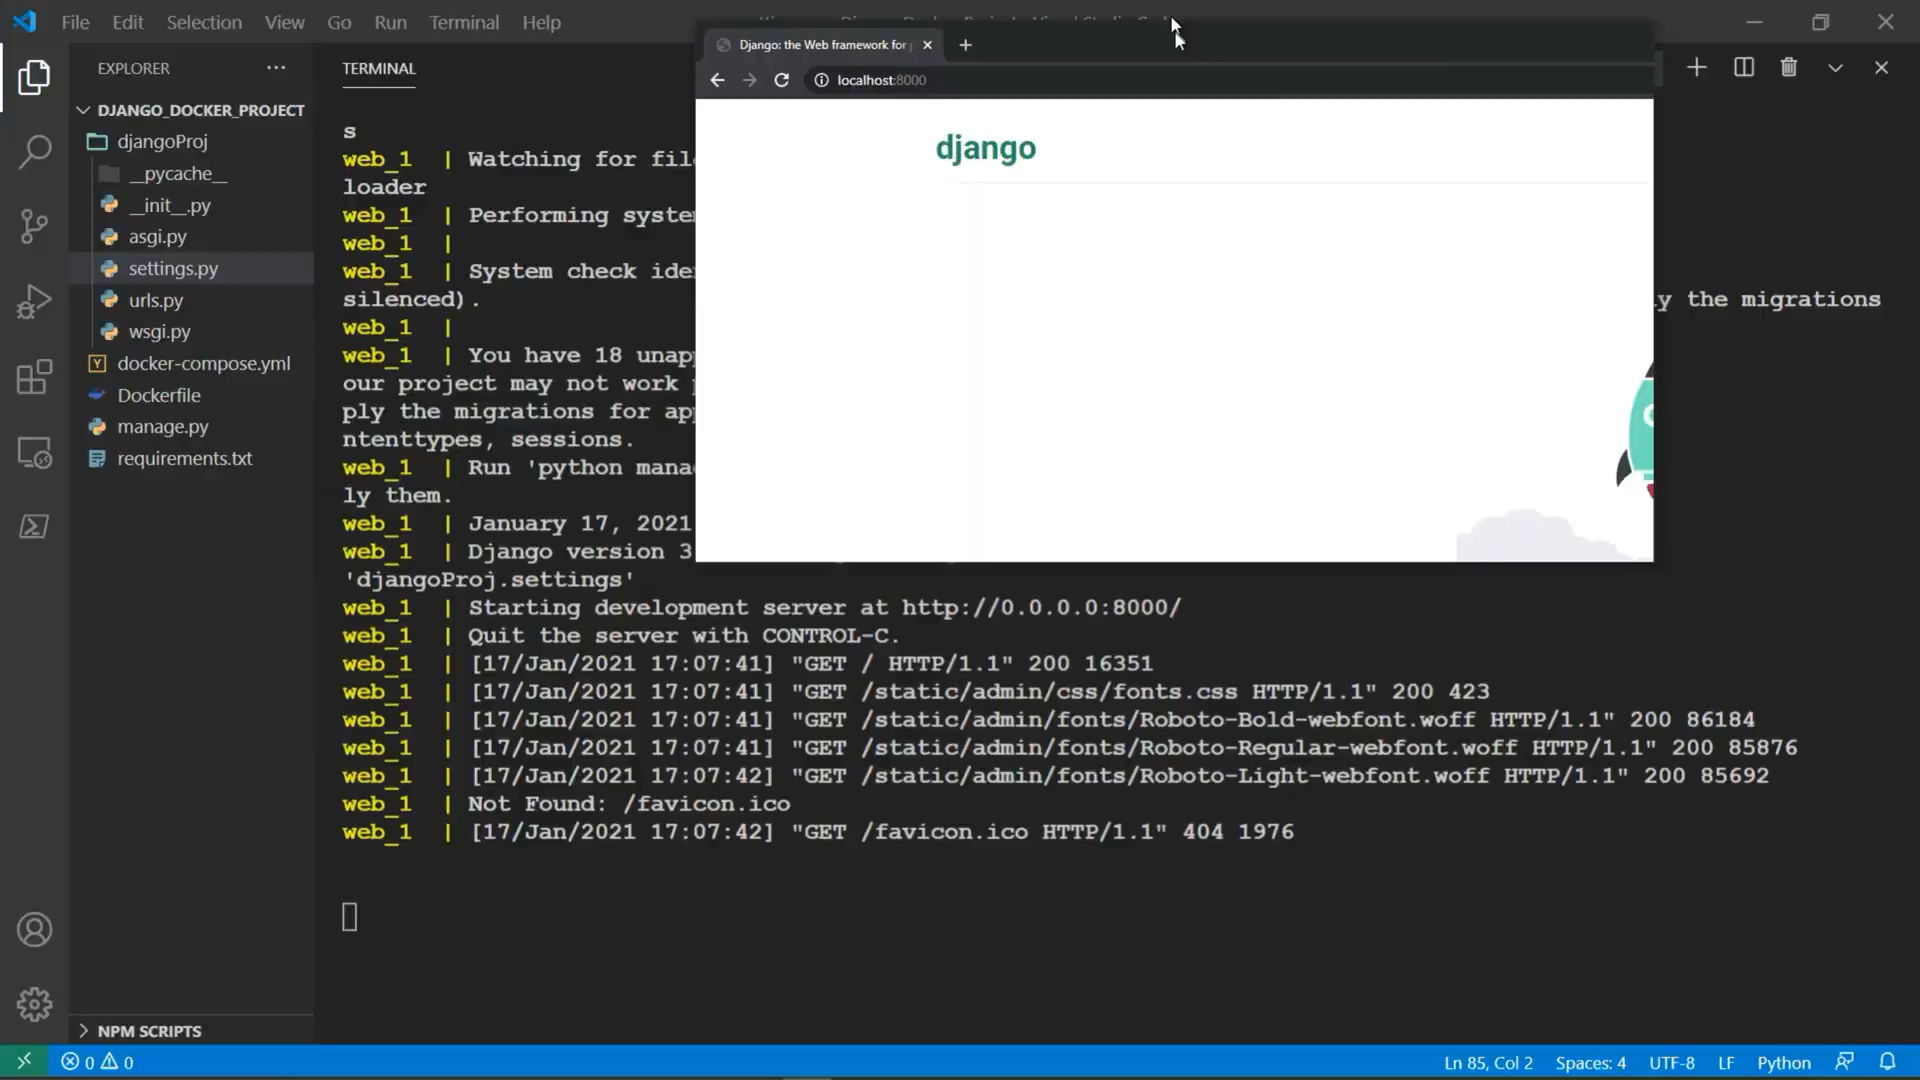 File Edit Selection View Go Run Terminal Help
Django: the Web framework for
localhost:8000
django
EXPLORER
DJANGO_DOCKER_PROJECT
djangoProj
__pycache__
__init__.py
asgi.py
settings.py
urls.py
wsgi.py
docker-compose.yml
Dockerfile
manage.py
requirements.txt
NPM SCRIPTS
TERMINAL
s
web_1 | Watching for fil
loader
web_1 | Performing syste
web_1 |
web_1 | System check ide
silenced).
web_1 |
web_1 | You have 18 unap
y the migrations
our project may not work
ply the migrations for ap
ntenttypes, sessions.
web_1 | Run 'python mana
ly them.
web_1 | January 17, 2021
web_1 | Django version 3
'djangoProj.settings'
web_1 | Starting development server at http://0.0.0.0:8000/
web_1 | Quit the server with CONTROL-C.
web_1 | [17/Jan/2021 17:07:41] "GET / HTTP/1.1" 200 16351
web_1 | [17/Jan/2021 17:07:41] "GET /static/admin/css/fonts.css HTTP/1.1" 200 423
web_1 | [17/Jan/2021 17:07:41] "GET /static/admin/fonts/Roboto-Bold-webfont.woff HTTP/1.1" 200 86184
web_1 | [17/Jan/2021 17:07:41] "GET /static/admin/fonts/Roboto-Regular-webfont.woff HTTP/1.1" 200 85876
web_1 | [17/Jan/2021 17:07:42] "GET /static/admin/fonts/Roboto-Light-webfont.woff HTTP/1.1" 200 85692
web_1 | Not Found: /favicon.ico
web_1 | [17/Jan/2021 17:07:42] "GET /favicon.ico HTTP/1.1" 404 1976
0 0
Ln 85, Col 2 Spaces: 4 UTF-8 LF Python